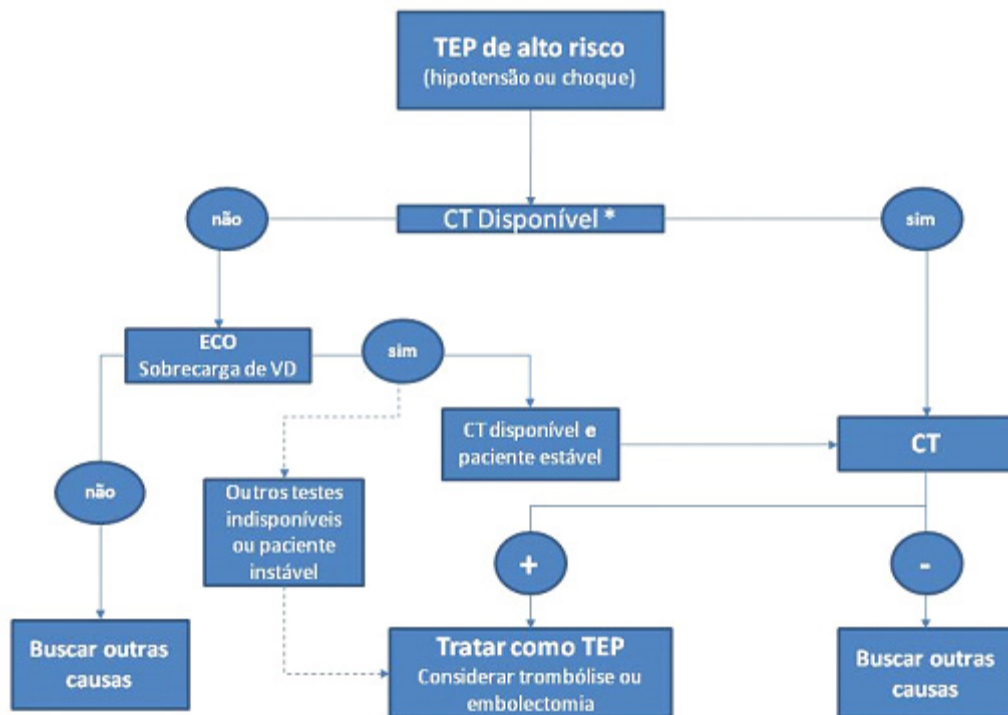 TEP de alto risco
(hipotensão ou choque)
não
CT Disponível *
sim
ECO
Sobrecarga de VD
sim
CT disponível e
paciente estável
CT
não
Outros testes
indisponíveis
ou paciente
instável
+
-
Buscar outras
causas
Tratar como TEP
Considerar trombólise ou
embolectomia
Buscar outras
causas